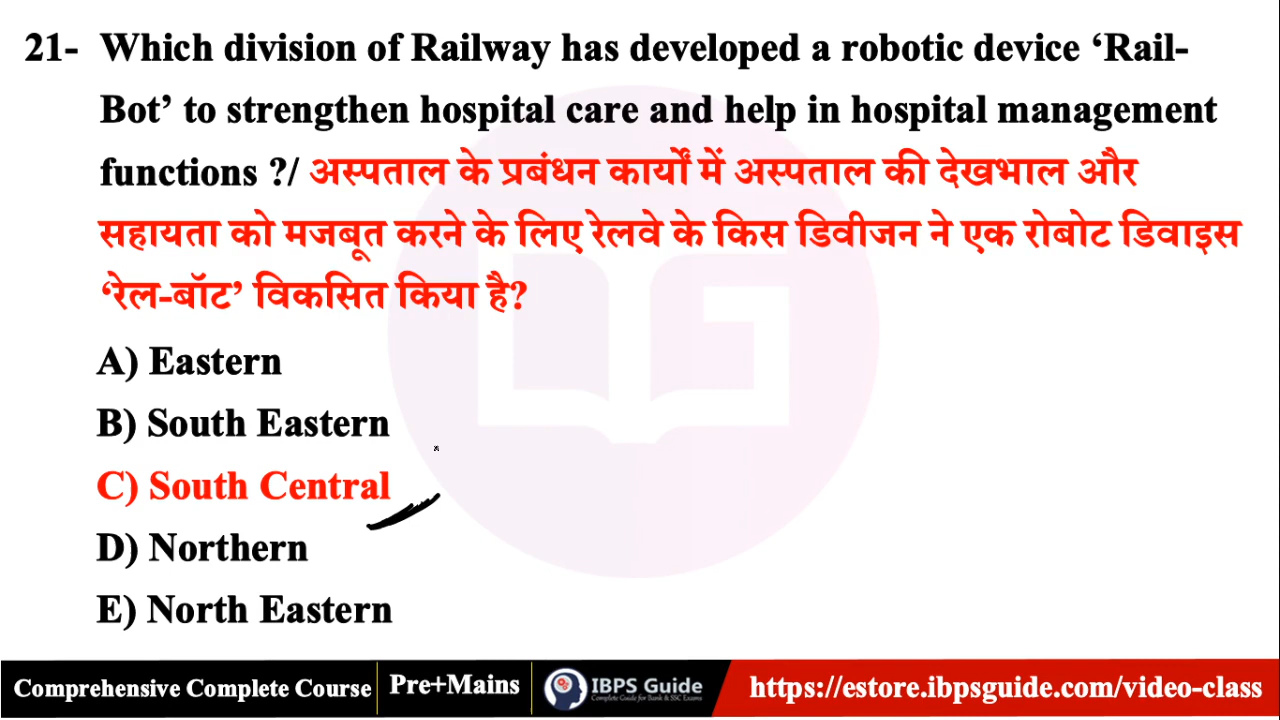 21- Which division of Railway has developed a robotic device ‘Rail-
Bot’ to strengthen hospital care and help in hospital management
functions ?/ अस्पताल के प्रबंधन कार्यों में अस्पताल की देखभाल और
सहायता को मजबूत करने के लिए रेलवे के किस डिवीजन ने एक रोबोट डिवाइस
‘रेल-बॉट’ विकसित किया है?
A) Eastern
B) South Eastern
C) South Central
D) Northern
E) North Eastern
Comprehensive Complete Course
Pre+Mains
IBPS Guide
Complete Guide for Bank & SSC Exams
https://estore.ibpsguide.com/video-class